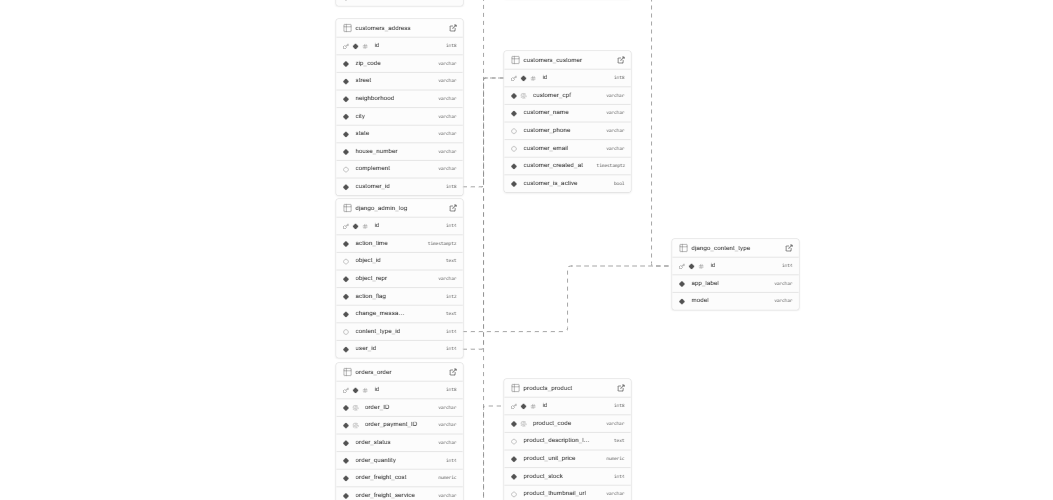 customers_address
id int8
zip_code varchar
street varchar
neighborhood varchar
city varchar
state varchar
house_number varchar
complement varchar
customer_id int8
customers_customer
id int8
customer_cpf varchar
customer_name varchar
customer_phone varchar
customer_email varchar
customer_created_at timestamptz
customer_is_active bool
django_admin_log
id int4
action_time timestamptz
object_id text
object_repr varchar
action_flag int2
change_messa... text
content_type_id int4
user_id int4
django_content_type
id int4
app_label varchar
model varchar
orders_order
id int8
order_ID varchar
order_payment_ID varchar
order_status varchar
order_quantity int4
order_freight_cost numeric
order_freight_service varchar
products_product
id int8
product_code varchar
product_description_l... text
product_unit_price numeric
product_stock int4
product_thumbnail_url varchar